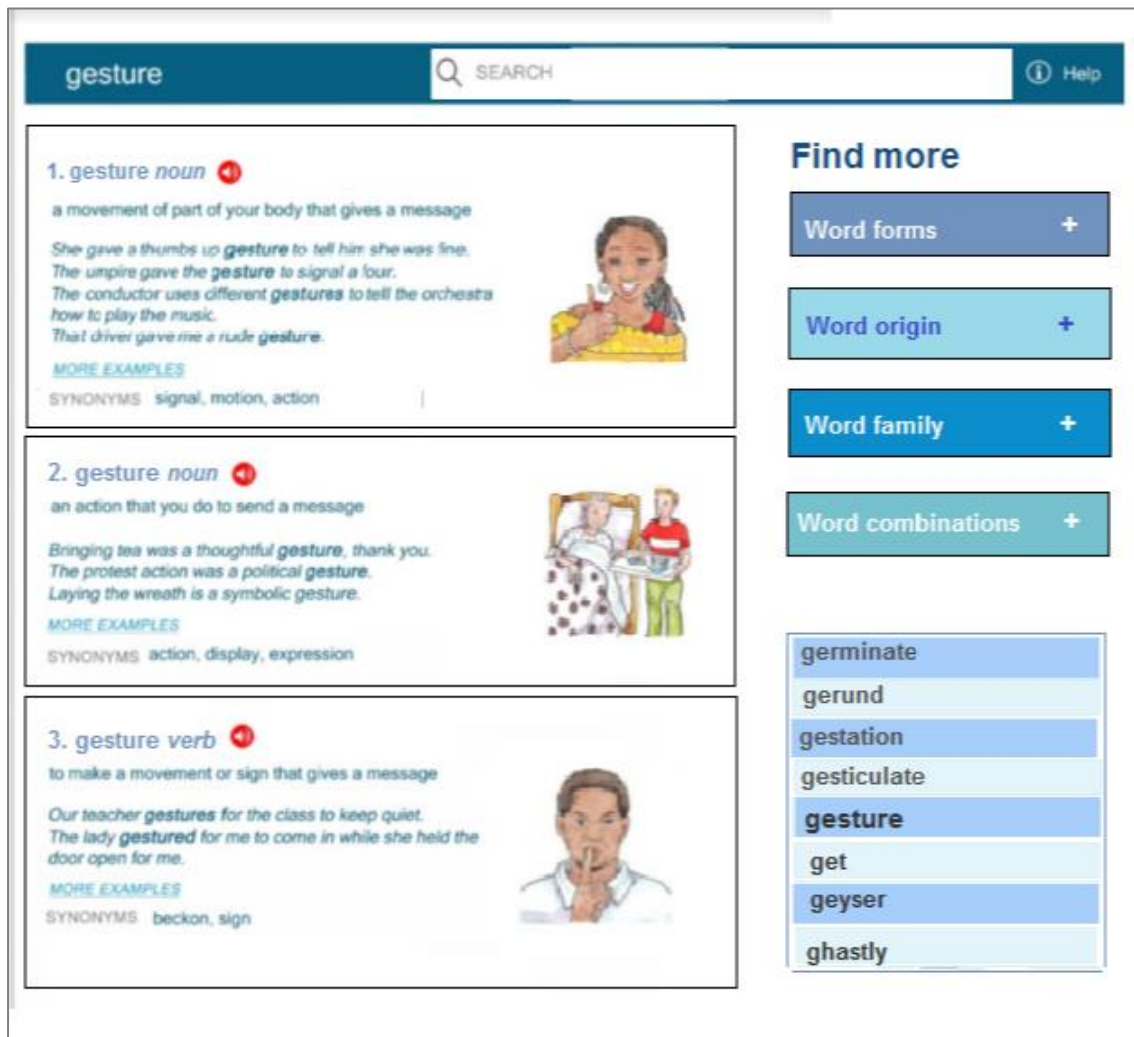 gesture
SEARCH
Help
1. gesture noun
a movement of part of your body that gives a message
She gave a thumbs up gesture to tell him she was fine.
The umpire gave the gesture to signal a four.
The conductor uses different gestures to tell the orchestra
how to play the music.
That driver gave me a rude gesture.
MORE EXAMPLES
SYNONYMS signal, motion, action
2. gesture noun
an action that you do to send a message
Bringing tea was a thoughtful gesture, thank you.
The protest action was a political gesture.
Laying the wreath is a symbolic gesture.
MORE EXAMPLES
SYNONYMS action, display, expression
3. gesture verb
to make a movement or sign that gives a message
Our teacher gestures for the class to keep quiet.
The lady gestured for me to come in while she held the
door open for me.
MORE EXAMPLES
SYNONYMS beckon, sign
Find more
Word forms +
Word origin +
Word family +
Word combinations +
germinate
gerund
gestation
gesticulate
gesture
get
geyser
ghastly